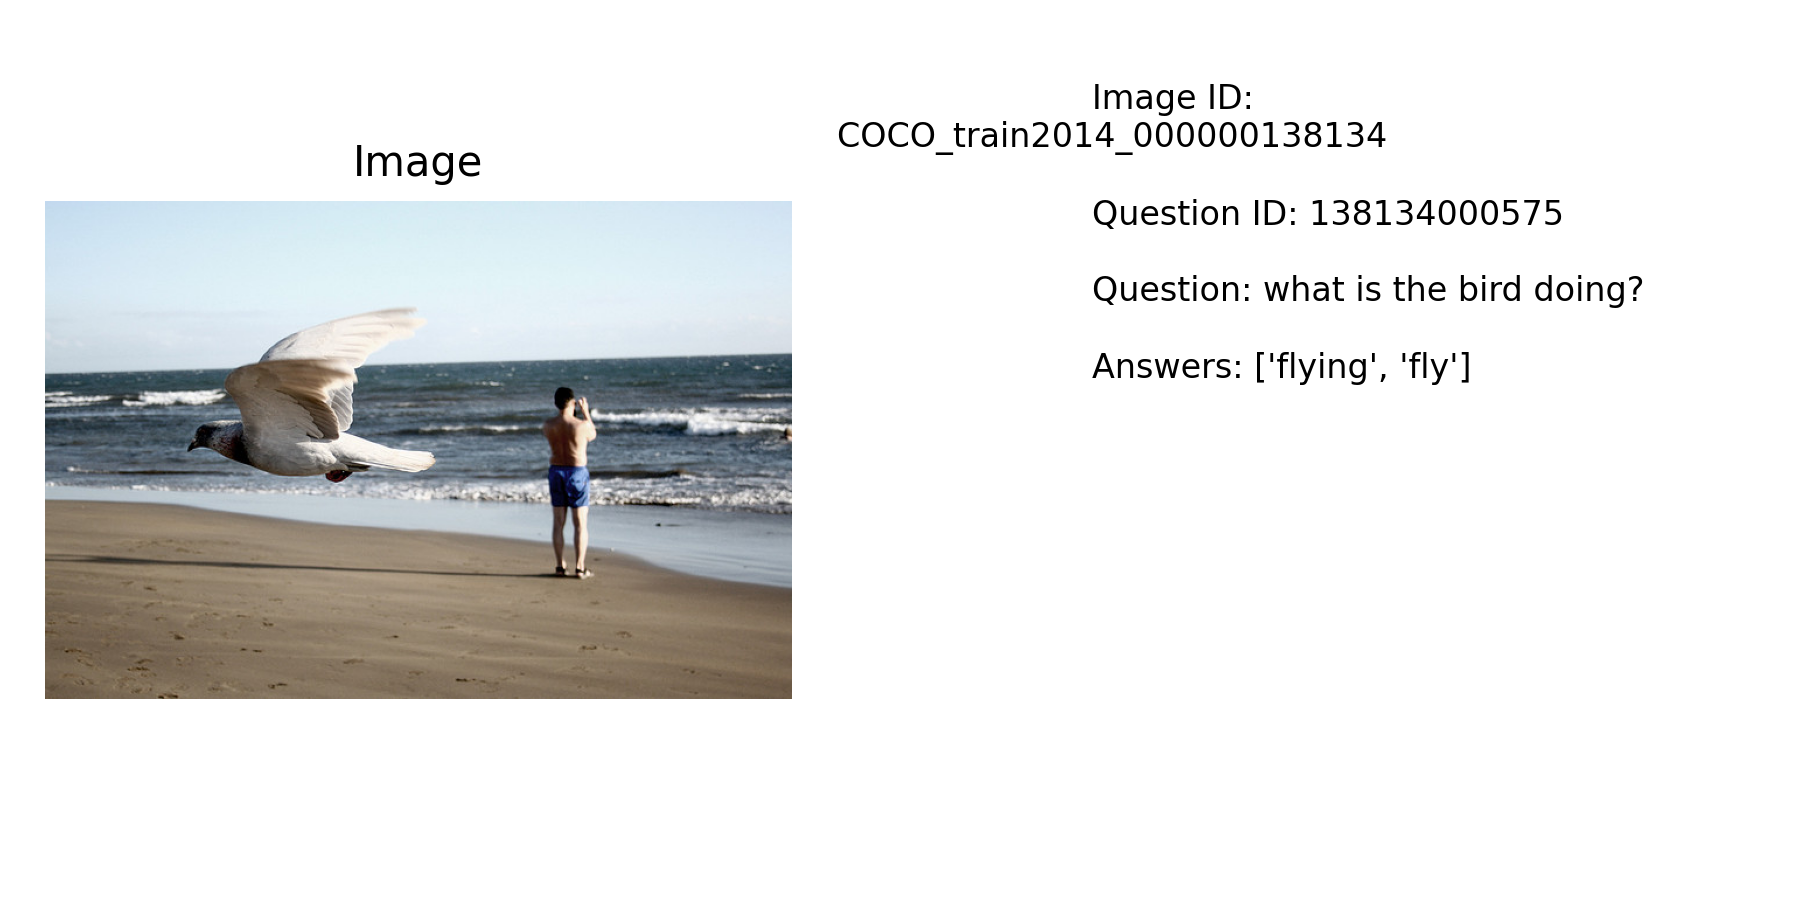 Image
Image ID:
COCO_train2014_000000138134
Question ID: 138134000575
Question: what is the bird doing?
Answers: ['flying', 'fly']